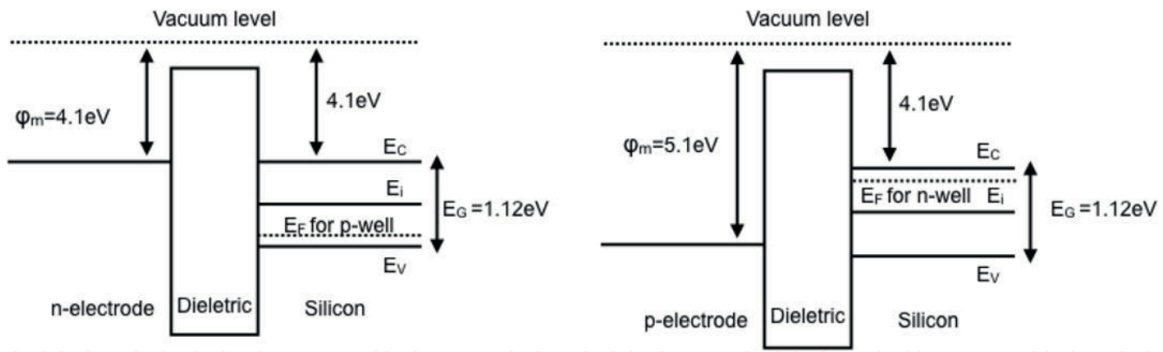 Vacuum level
4.1eV
φm=4.1eV
EC
Ei
EG =1.12eV
EF for p-well
EV
n-electrode
Dieletric
Silicon
Vacuum level
4.1eV
φm=5.1eV
EC
EF for n-well
Ei
EG =1.12eV
EV
p-electrode
Dieletric
Silicon